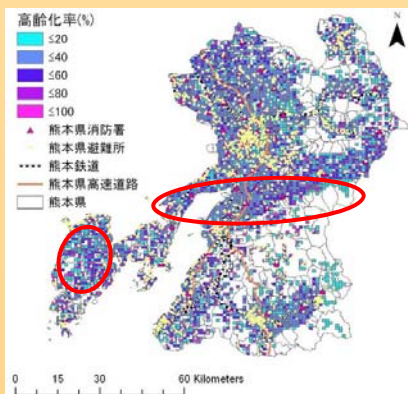 高齢化率(%)
≤20
≤40
≤60
≤80
≤100
熊本県消防署
熊本県避難所
熊本鉄道
熊本県高速道路
熊本県
N
0 15 30 60 Kilometers